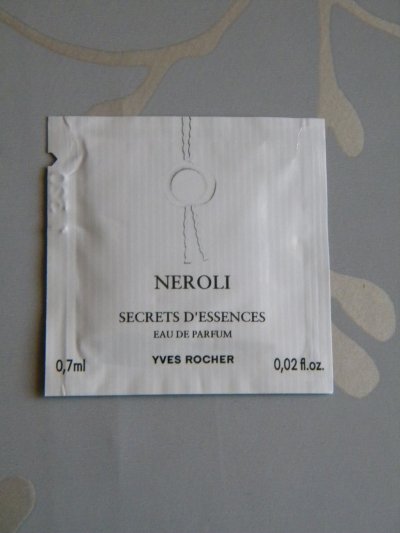 NEROLI
SECRETS D'ESSENCES
EAU DE PARFUM
YVES ROCHER
0,7ml
0,02 fl.oz.